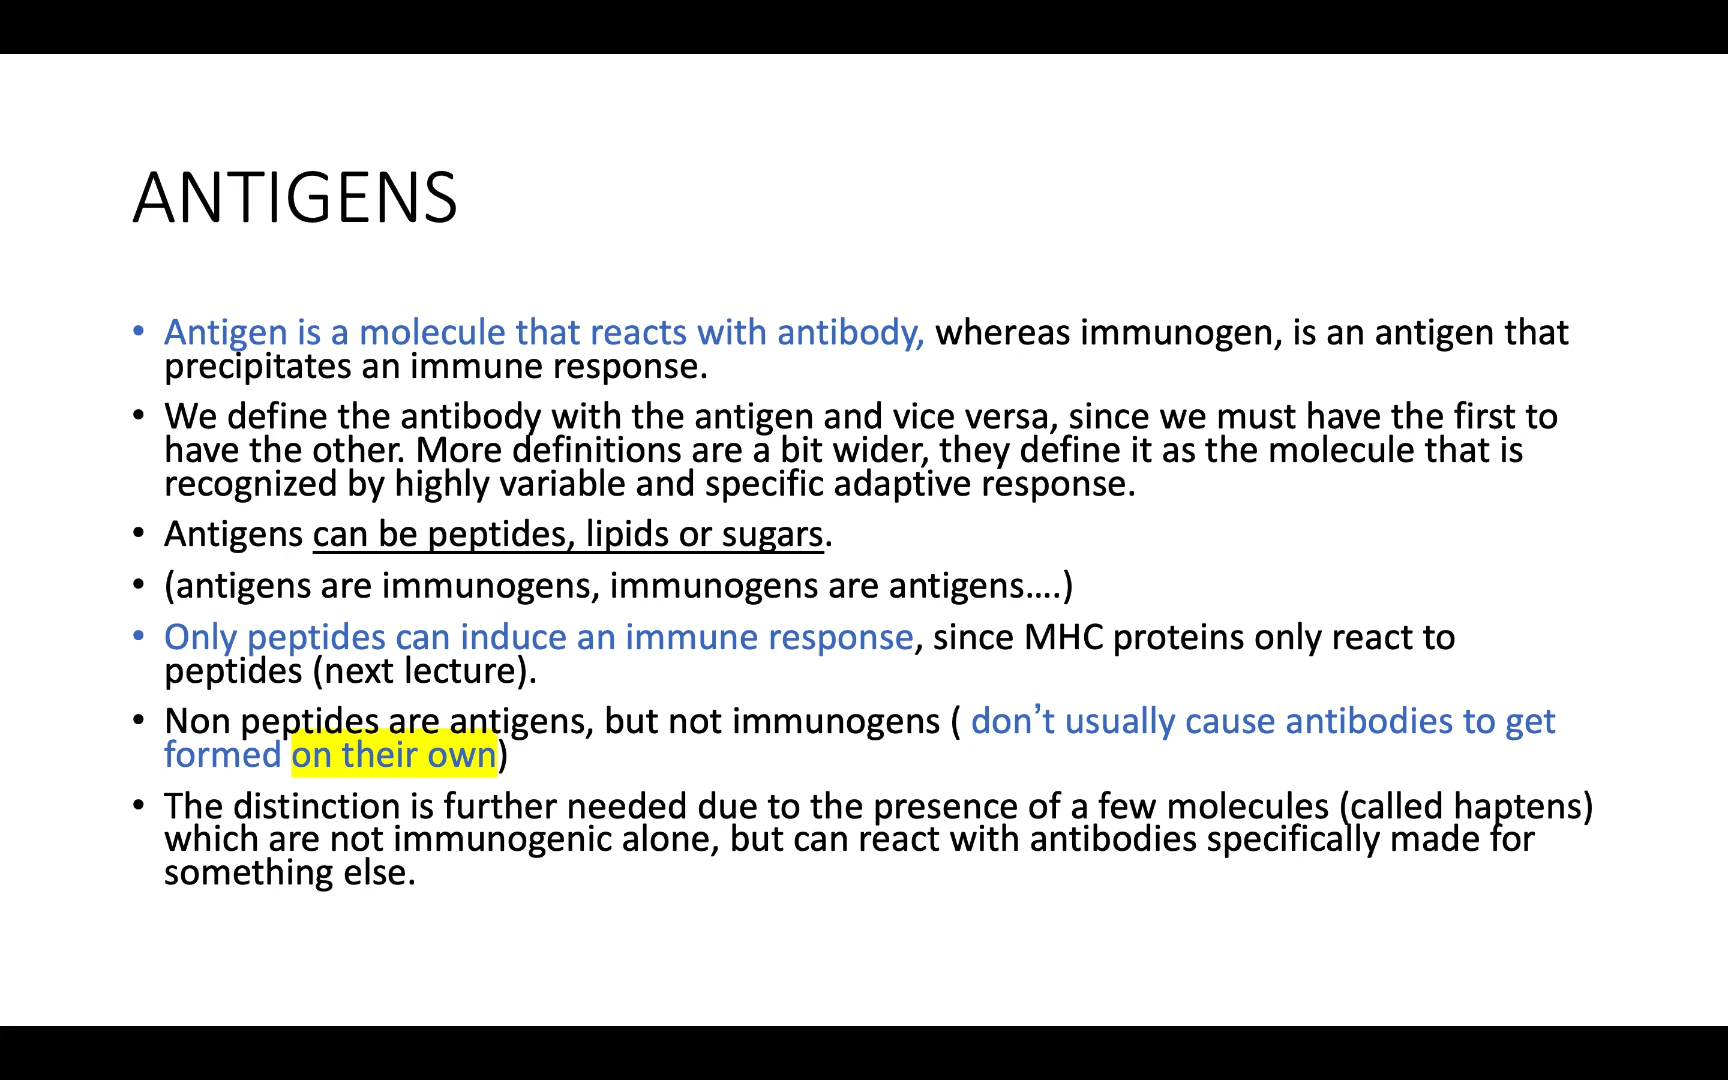 ANTIGENS
• Antigen is a molecule that reacts with antibody, whereas immunogen, is an antigen that
precipitates an immune response.
• We define the antibody with the antigen and vice versa, since we must have the first to
have the other. More definitions are a bit wider, they define it as the molecule that is
recognized by highly variable and specific adaptive response.
• Antigens can be peptides, lipids or sugars.
• (antigens are immunogens, immunogens are antigens....)
• Only peptides can induce an immune response, since MHC proteins only react to
peptides (next lecture).
• Non peptides are antigens, but not immunogens ( don’t usually cause antibodies to get
formed on their own)
• The distinction is further needed due to the presence of a few molecules (called haptens)
which are not immunogenic alone, but can react with antibodies specifically made for
something else.